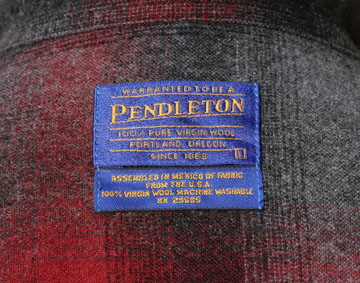 WARRANTED TO BE A
PENDLETON
100% PURE VIRGIN WOOL
PORTLAND, OREGON
SINCE 1863
ASSEMBLED IN MEXICO OF FABRIC
FROM THE U.S.A.
100% VIRGIN WOOL MACHINE WASHABLE
RN 29685